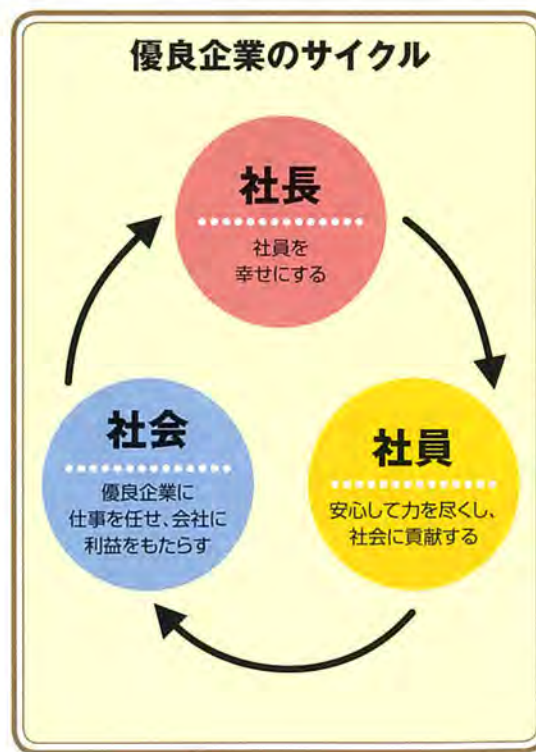 優良企業のサイクル
社長
社員を
幸せにする
社会
優良企業に
仕事を任せ、会社に
利益をもたらす
社員
安心して力を尽くし、
社会に貢献する